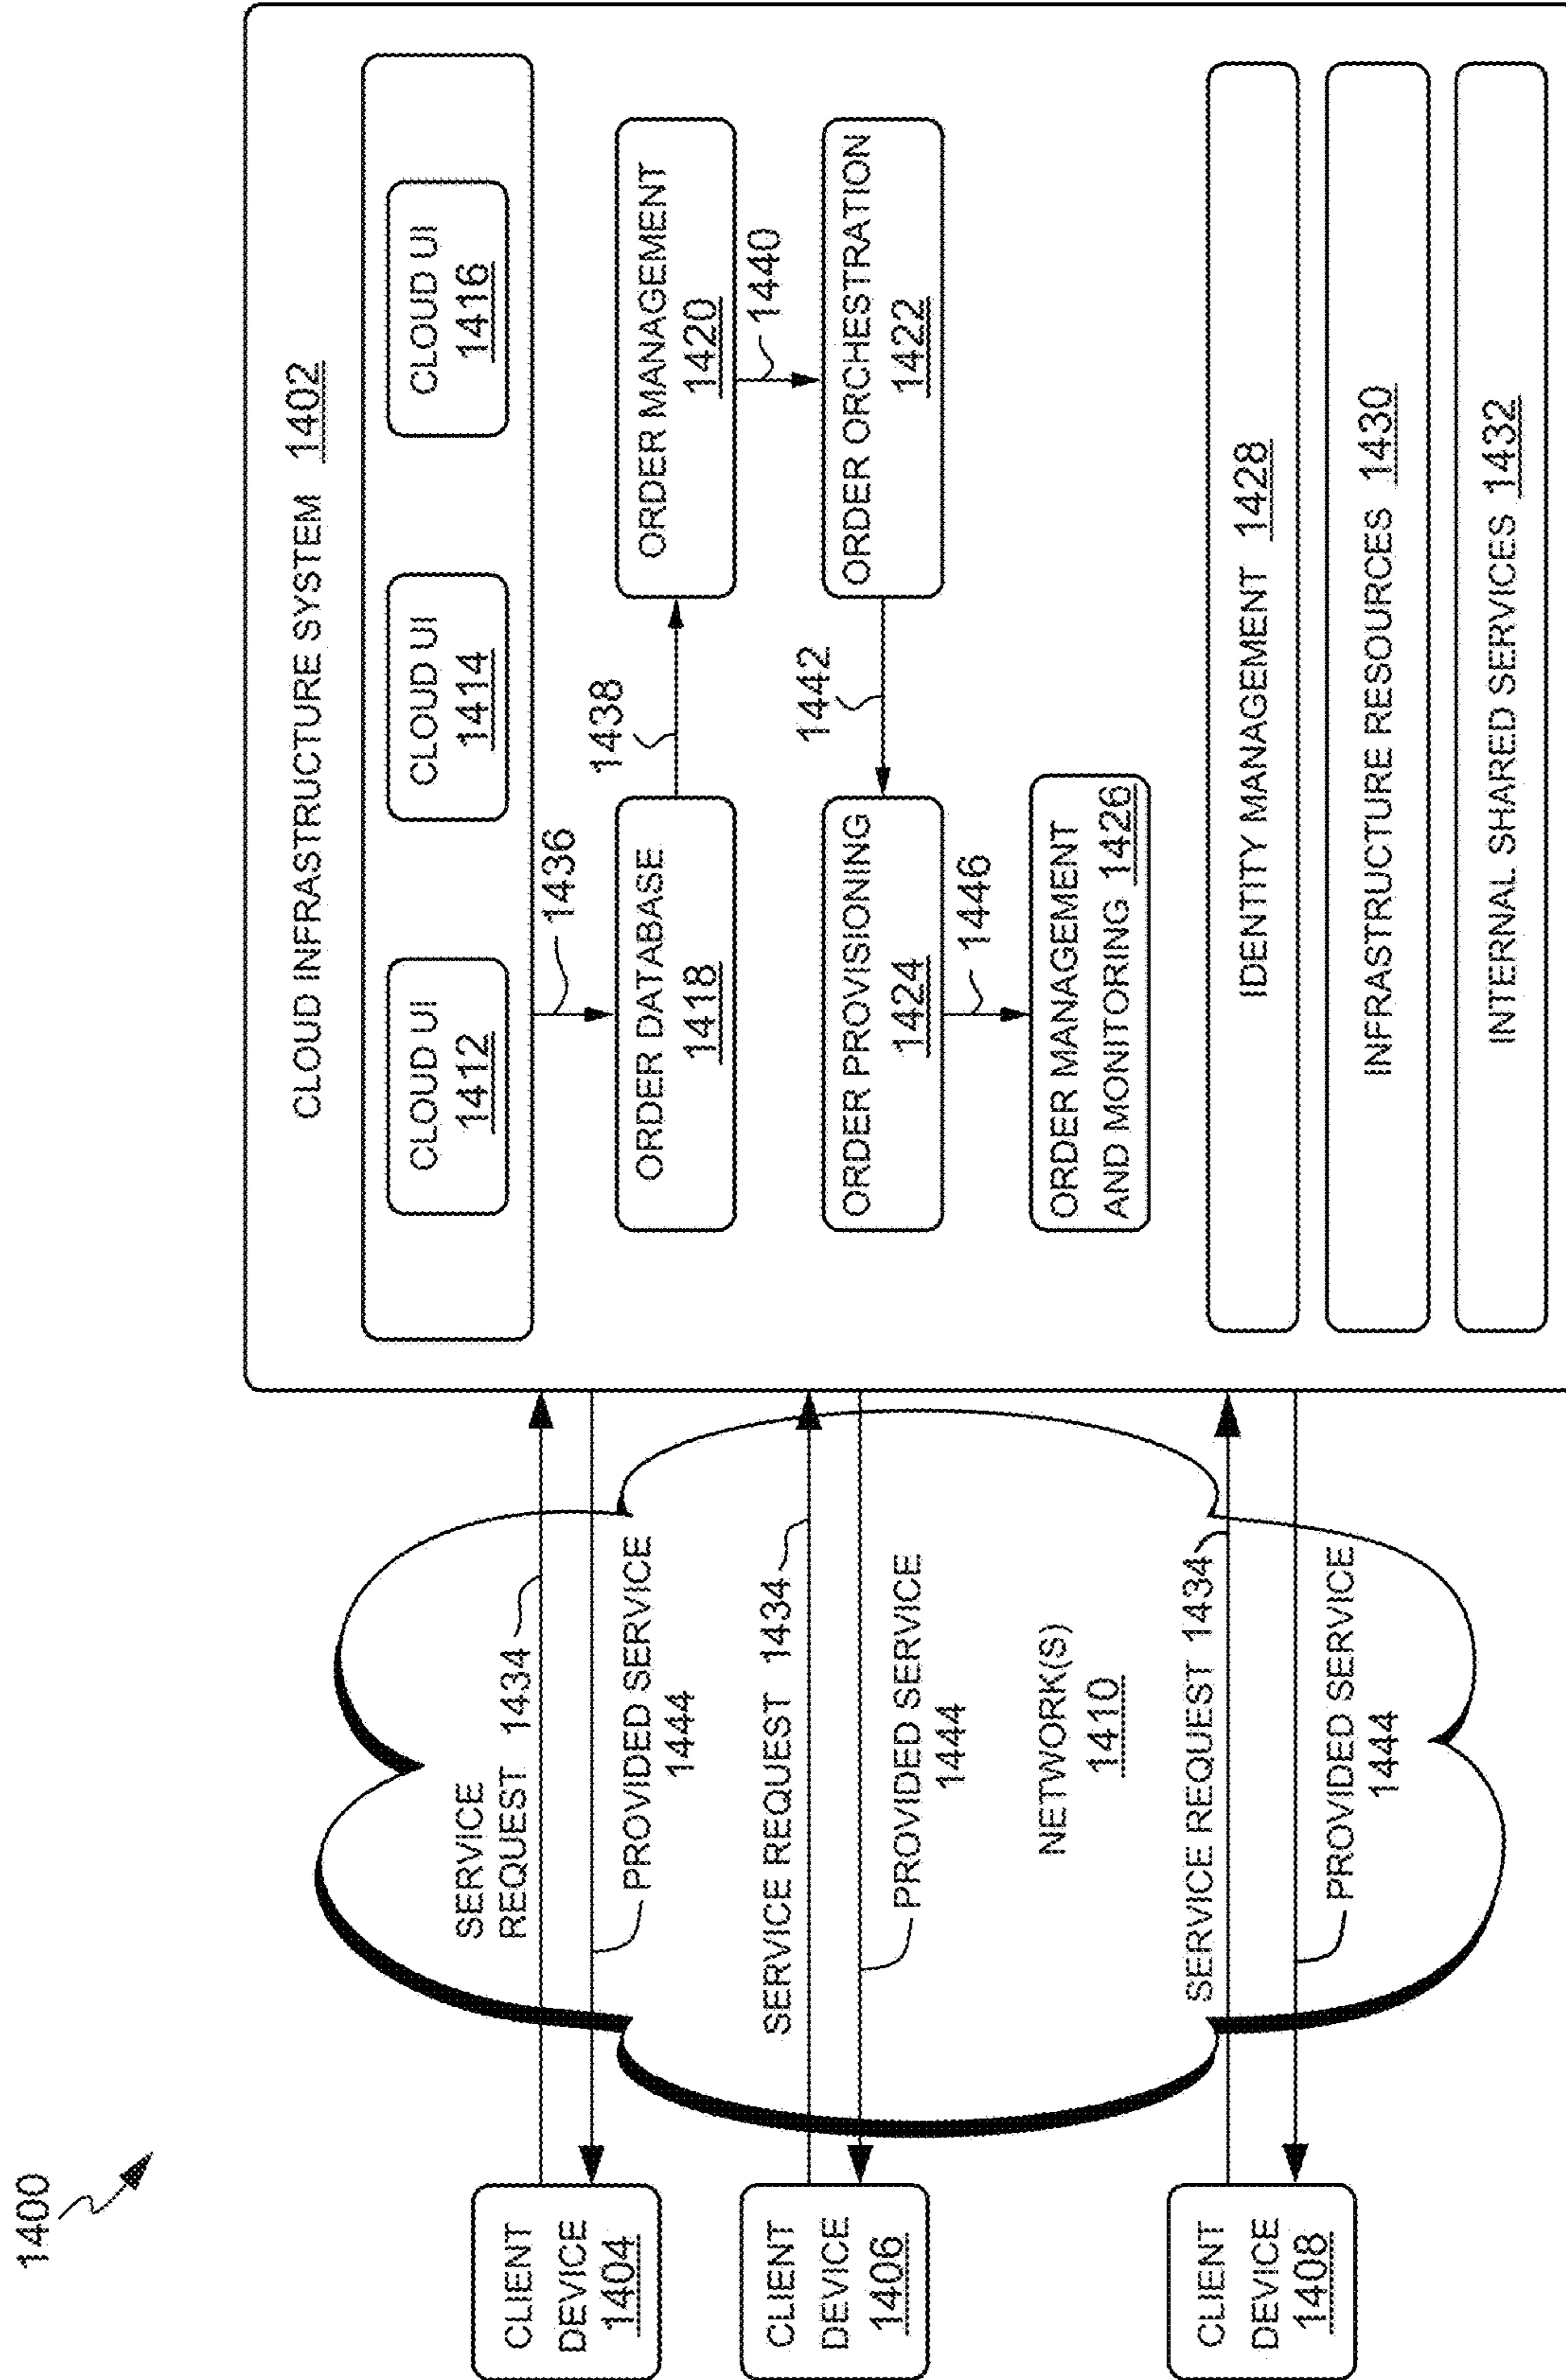 1400
CLIENT
DEVICE
1404
CLIENT
DEVICE
1406
CLIENT
DEVICE
1408
SERVICE
REQUEST 1434
PROVIDED SERVICE
1444
SERVICE REQUEST 1434
PROVIDED SERVICE
1444
NETWORK(S)
1410
SERVICE REQUEST 1434
PROVIDED SERVICE
1444
CLOUD INFRASTRUCTURE SYSTEM 1402
CLOUD UI
1412
CLOUD UI
1414
CLOUD UI
1416
1436
ORDER DATABASE
1418
1438
ORDER MANAGEMENT
1420
1440
ORDER PROVISIONING
1424
1442
ORDER ORCHESTRATION
1422
1446
ORDER MANAGEMENT
AND MONITORING 1426
IDENTITY MANAGEMENT 1428
INFRASTRUCTURE RESOURCES 1430
INTERNAL SHARED SERVICES 1432